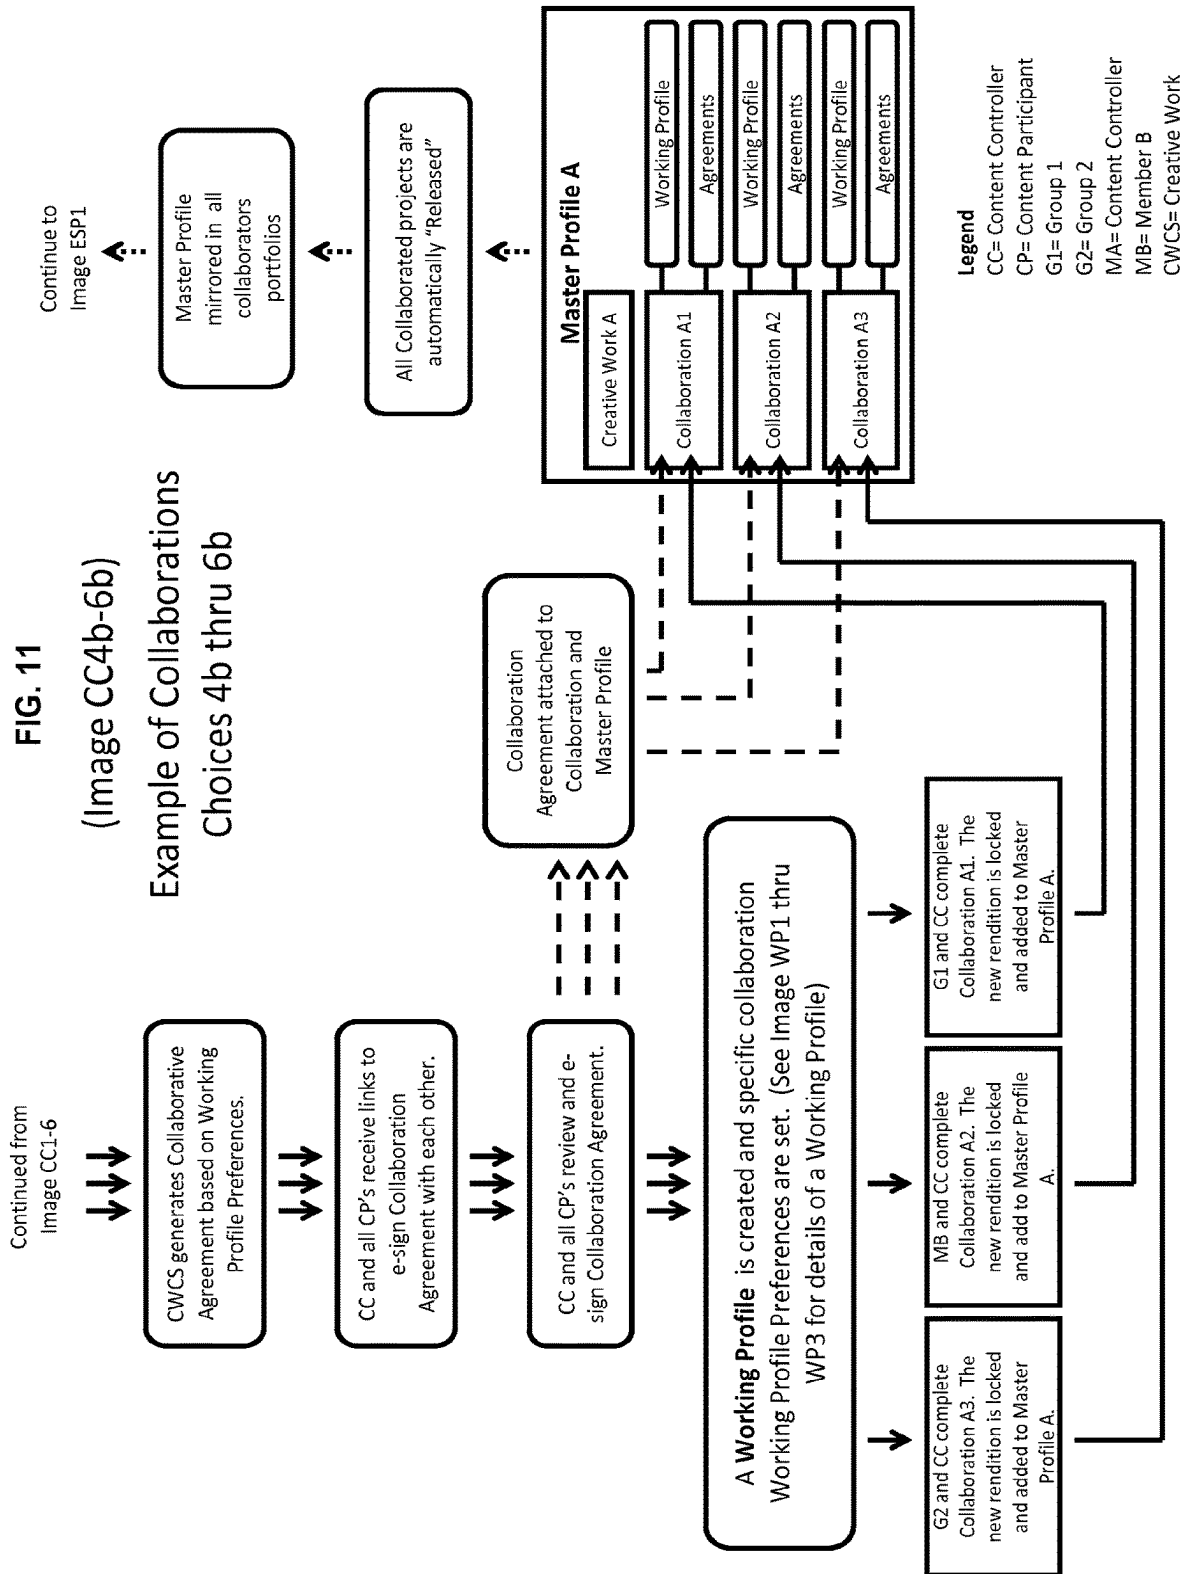 FIG. 11
(Image CC4b-6b)
Example of Collaborations
Choices 4b thru 6b
Continued from
Image CC1-6
CWCS generates Collaborative
Agreement based on Working
Profile Preferences.
CC and all CP's receive links to
e-sign Collaboration
Agreement with each other.
CC and all CP's review and e-
sign Collaboration Agreement.
Collaboration
Agreement attached to
Collaboration and
Master Profile
A Working Profile is created and specific collaboration
Working Profile Preferences are set. (See Image WP1 thru
WP3 for details of a Working Profile)
G2 and CC complete
Collaboration A3. The
new rendition is locked
and added to Master
Profile A.
MB and CC complete
Collaboration A2. The
new rendition is locked
and add to Master Profile
A.
G1 and CC complete
Collaboration A1. The
new rendition is locked
and added to Master
Profile A.
Continue to
Image ESP1
Master Profile
mirrored in all
collaborators
portfolios
All Collaborated projects are
automatically “Released”
Master Profile A
Creative Work A
Collaboration A1
Working Profile
Agreements
Collaboration A2
Working Profile
Agreements
Collaboration A3
Working Profile
Agreements
Legend
CC= Content Controller
CP= Content Participant
G1= Group 1
G2= Group 2
MA= Content Controller
MB= Member B
CWCS= Creative Work